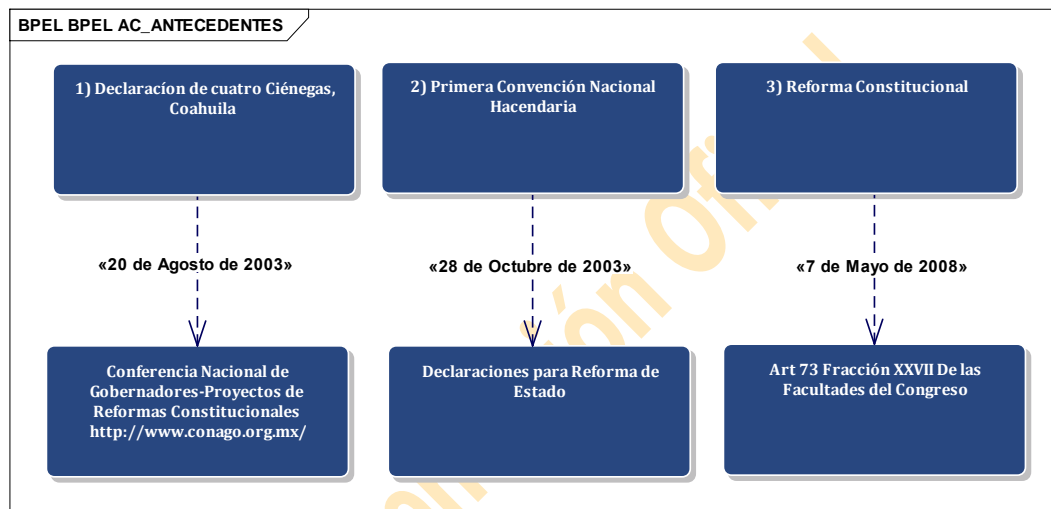 BPEL BPEL AC_ANTECEDENTES
1) Declaracíon de cuatro Ciénegas,
Coahuila
2) Primera Convención Nacional
Hacendaria
3) Reforma Constitucional
«20 de Agosto de 2003»
«28 de Octubre de 2003»
«7 de Mayo de 2008»
Conferencia Nacional de
Gobernadores-Proyectos de
Reformas Constitucionales
http://www.conago.org.mx/
Declaraciones para Reforma de
Estado
Art 73 Fracción XXVII De las
Facultades del Congreso